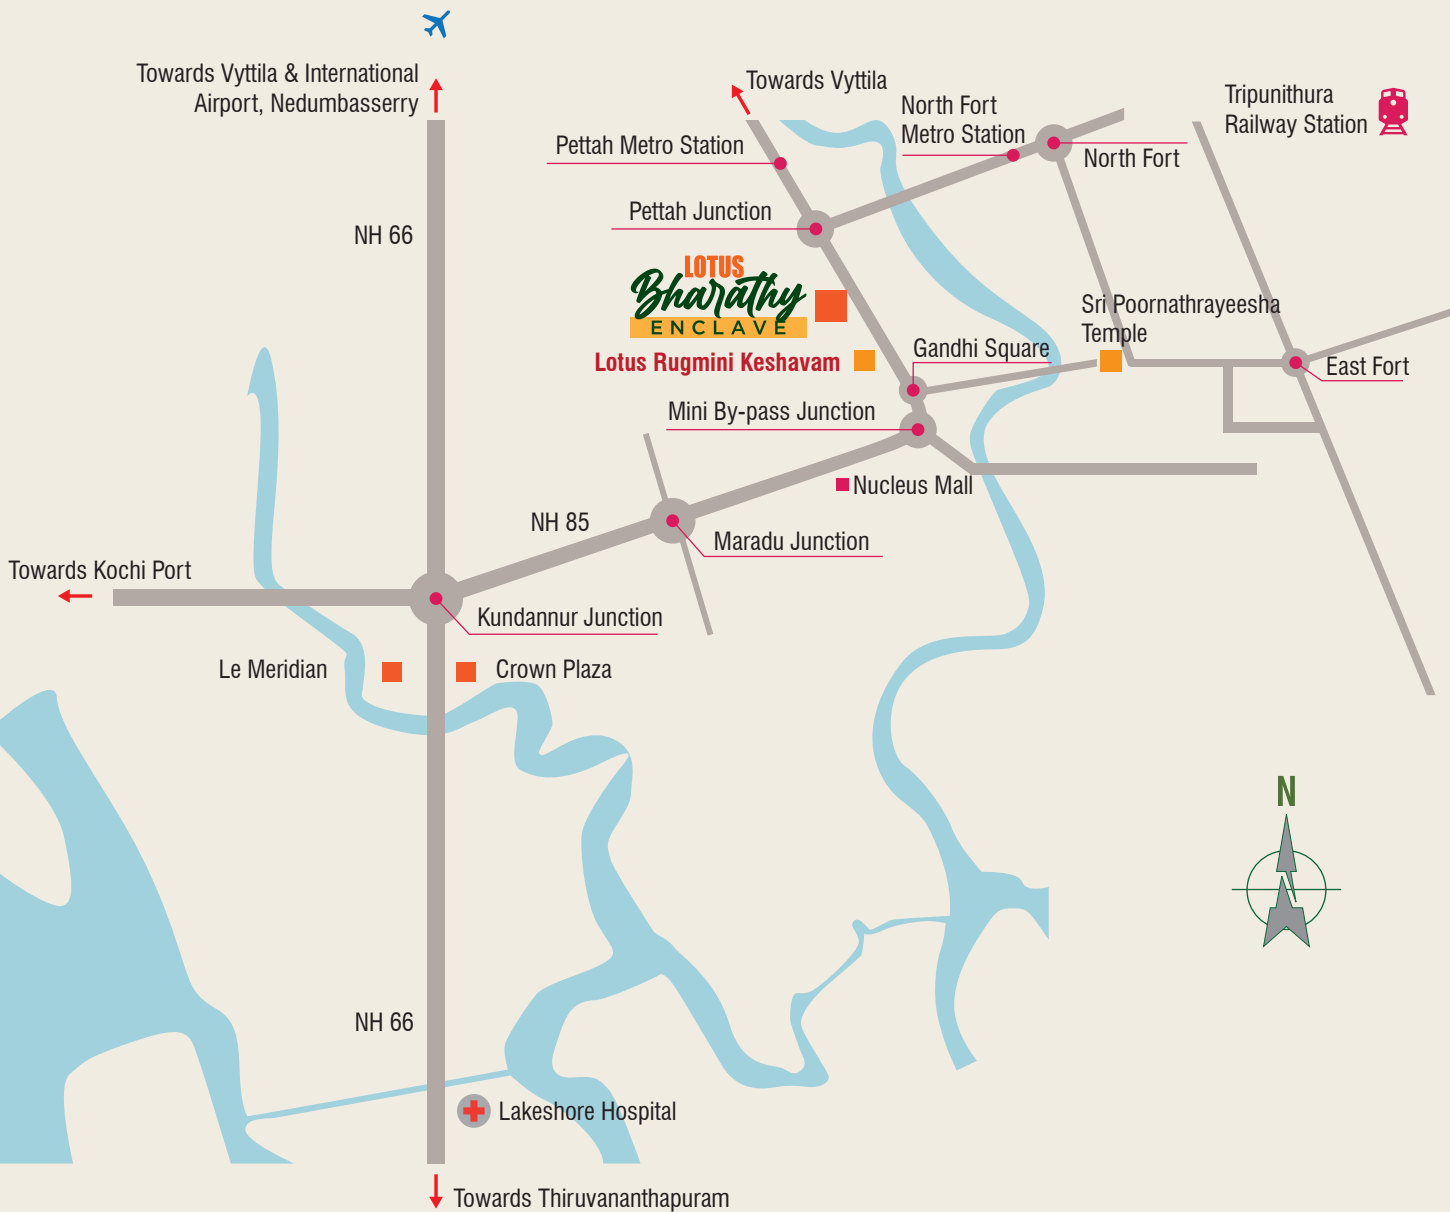 Towards Vyttila & International
Airport, Nedumbasserry
Towards Vyttila
North Fort
Metro Station
Tripunithura
Railway Station
Pettah Metro Station
North Fort
Pettah Junction
NH 66
LOTUS
Bharathy
ENCLAVE
Sri Poornathrayeesha
Temple
Gandhi Square
Lotus Rugmini Keshavam
East Fort
Mini By-pass Junction
Nucleus Mall
NH 85
Maradu Junction
Towards Kochi Port
Kundannur Junction
Le Meridian
Crown Plaza
N
NH 66
Lakeshore Hospital
Towards Thiruvananthapuram